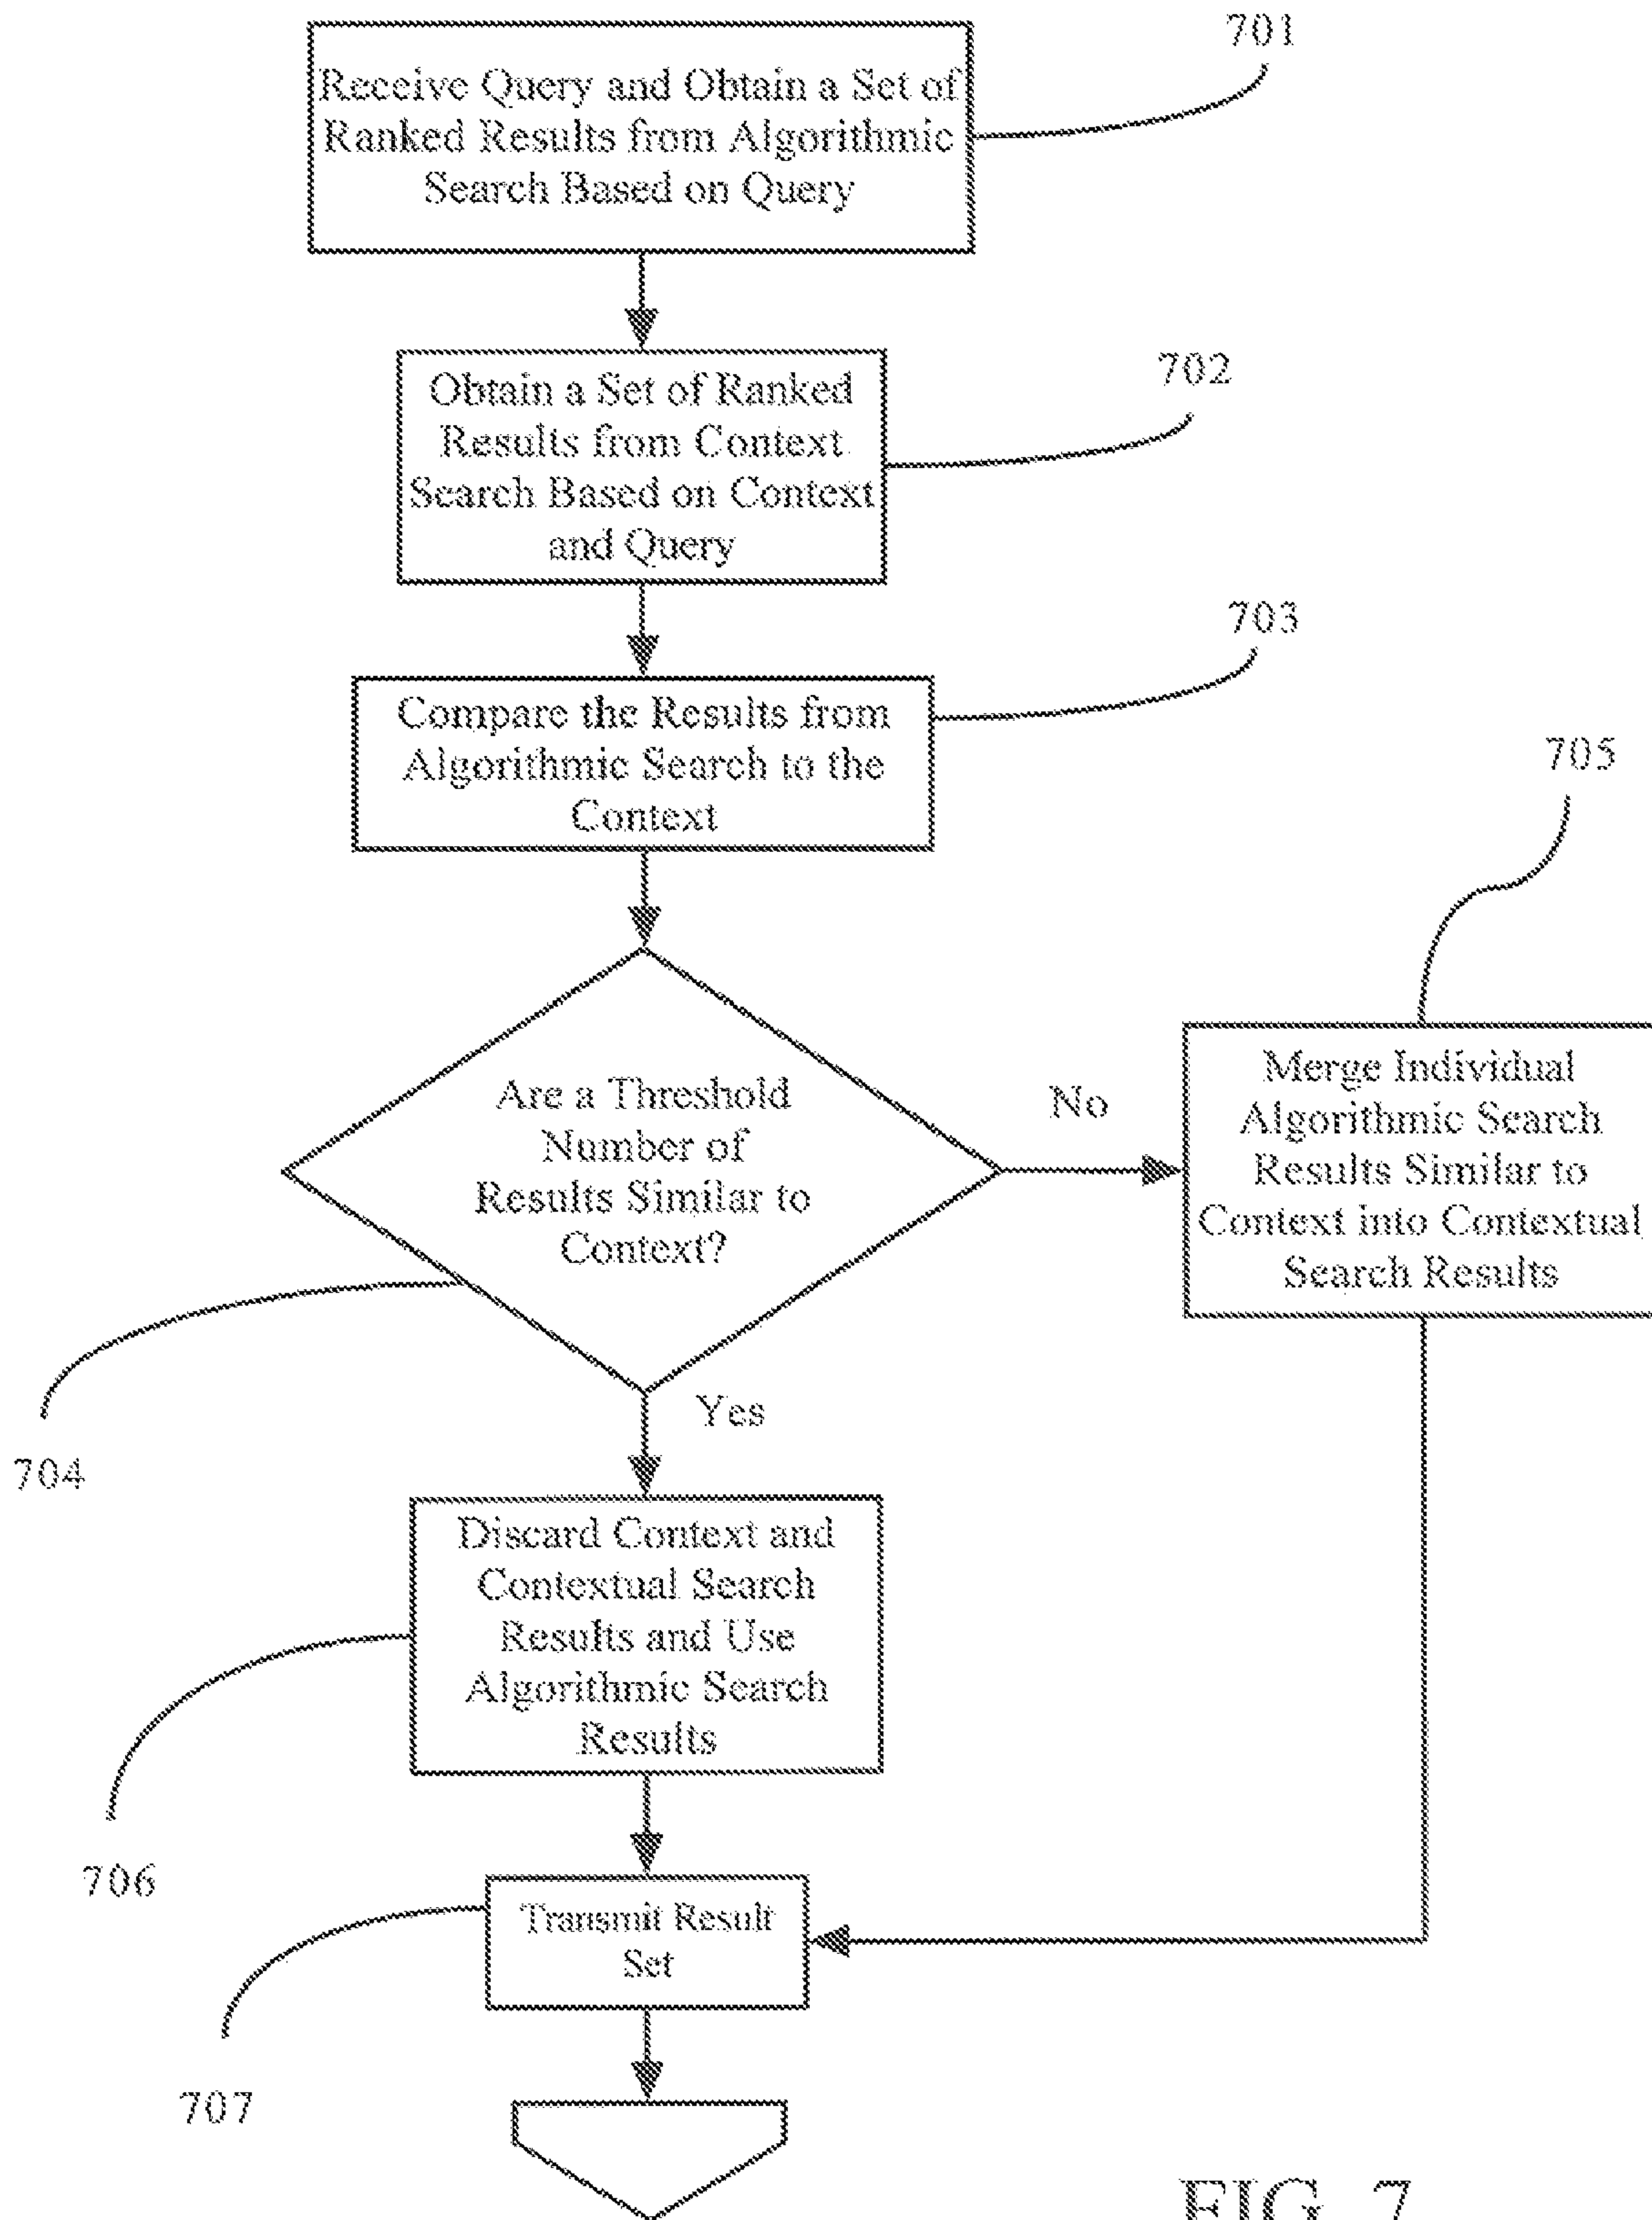 701
Receive Query and Obtain a Set of
Ranked Results from Algorithmic
Search Based on Query
702
Obtain a Set of Ranked
Results from Context
Search Based on Context
and Query
703
Compare the Results from
Algorithmic Search to the
Context
705
Are a Threshold
Number of
Results Similar to
Context?
No
Merge Individual
Algorithmic Search
Results Similar to
Context into Contextual
Search Results
Yes
704
Discard Context and
Contextual Search
Results and Use
Algorithmic Search
Results
706
Transmit Result
Set
707
FIG. 7